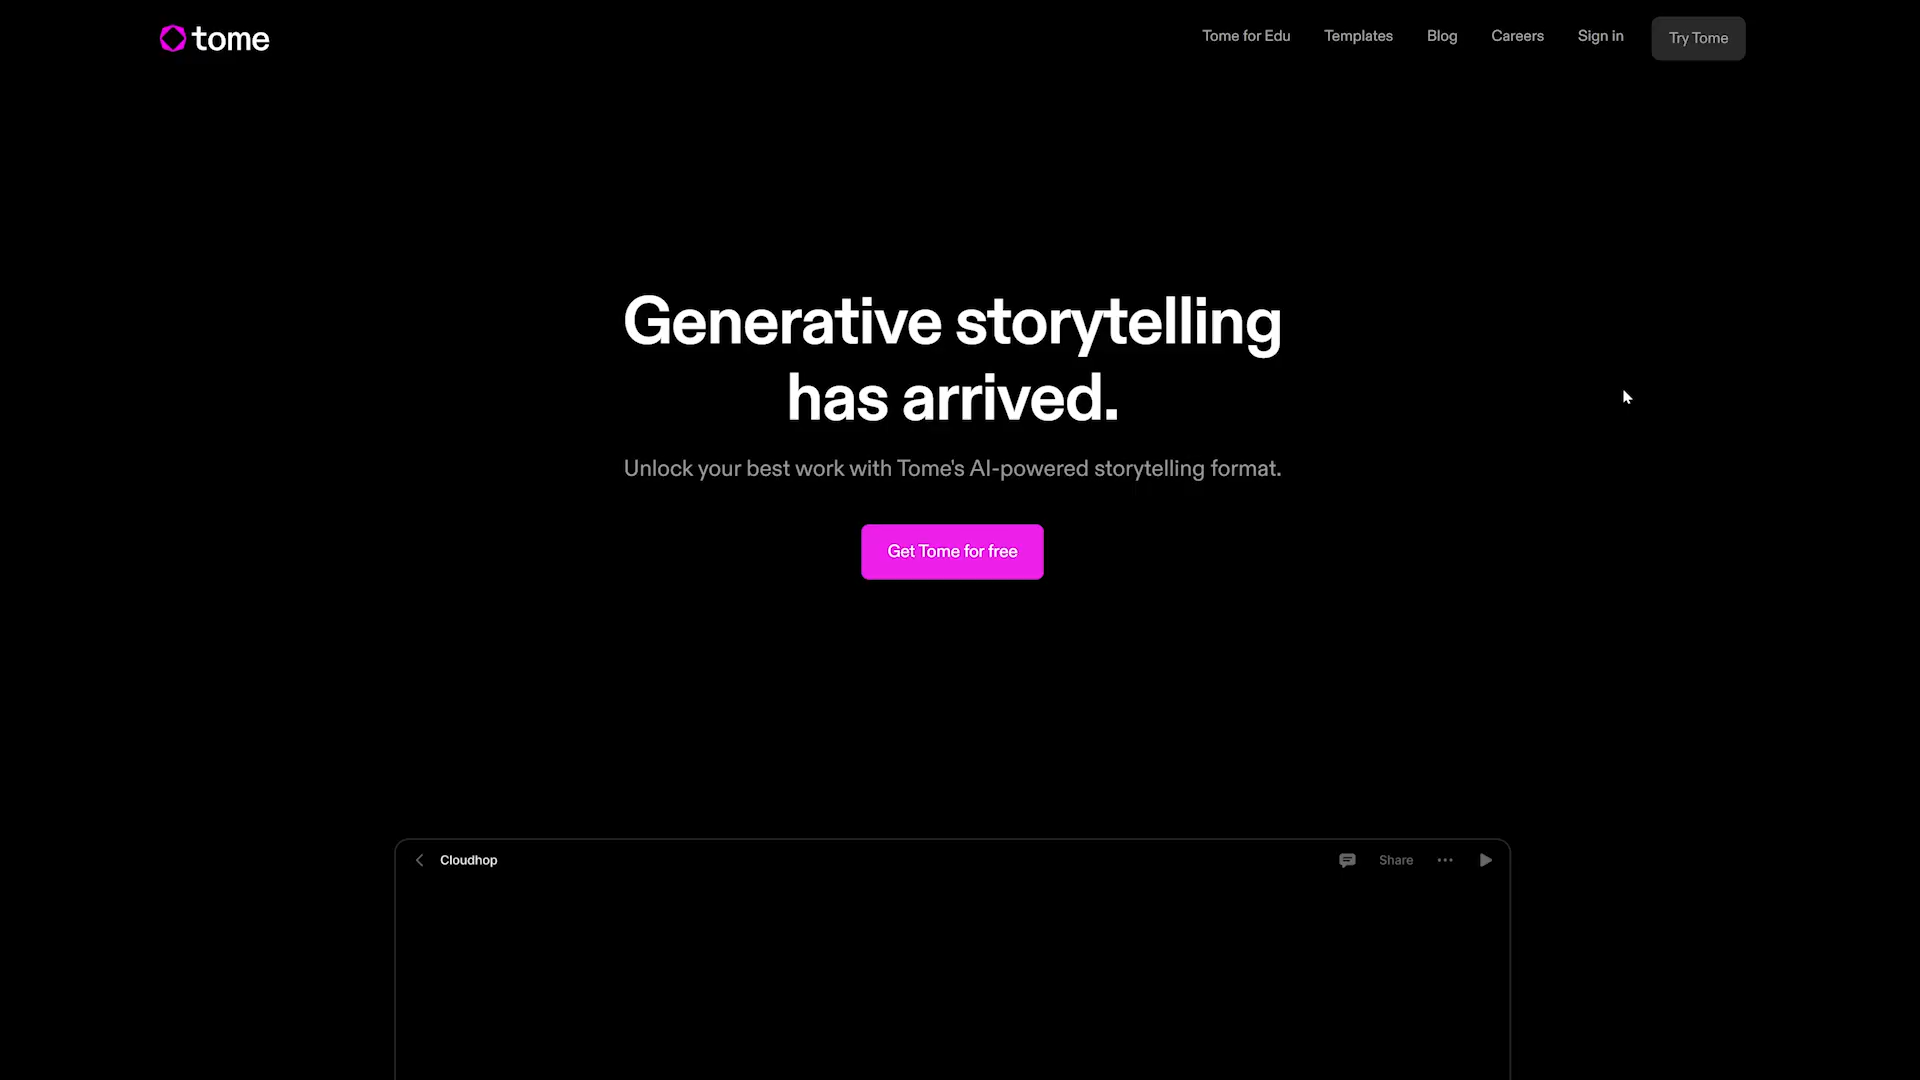 tome
Tome for Edu
Templates
Blog
Careers
Sign in
Try Tome
Generative storytelling
has arrived.
Unlock your best work with Tome's AI-powered storytelling format.
Get Tome for free
Cloudhop
Share